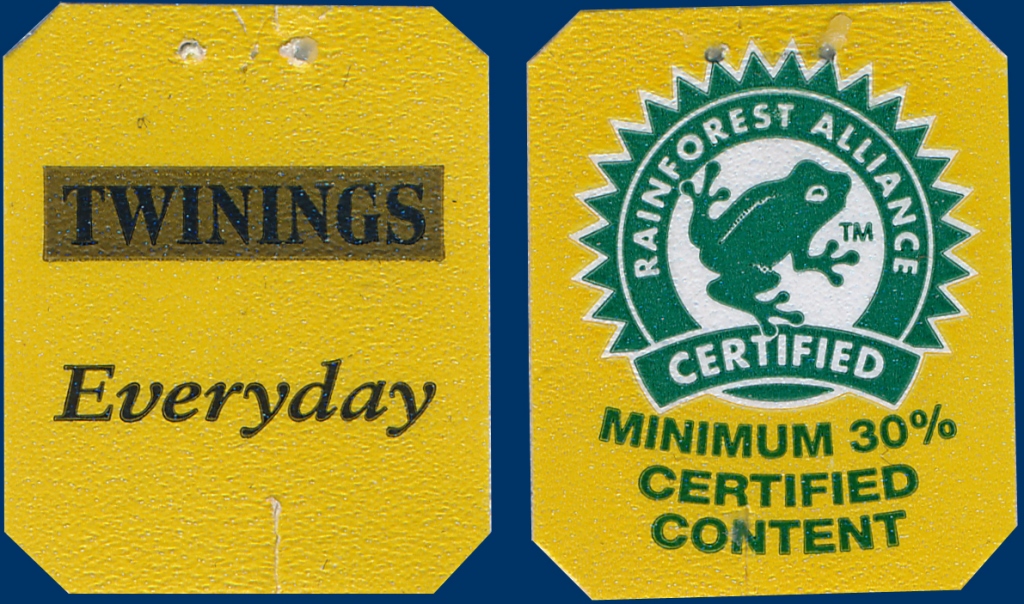 TWININGS
Everyday
RAINFOREST ALLIANCE
TM
CERTIFIED
MINIMUM 30%
CERTIFIED
CONTENT